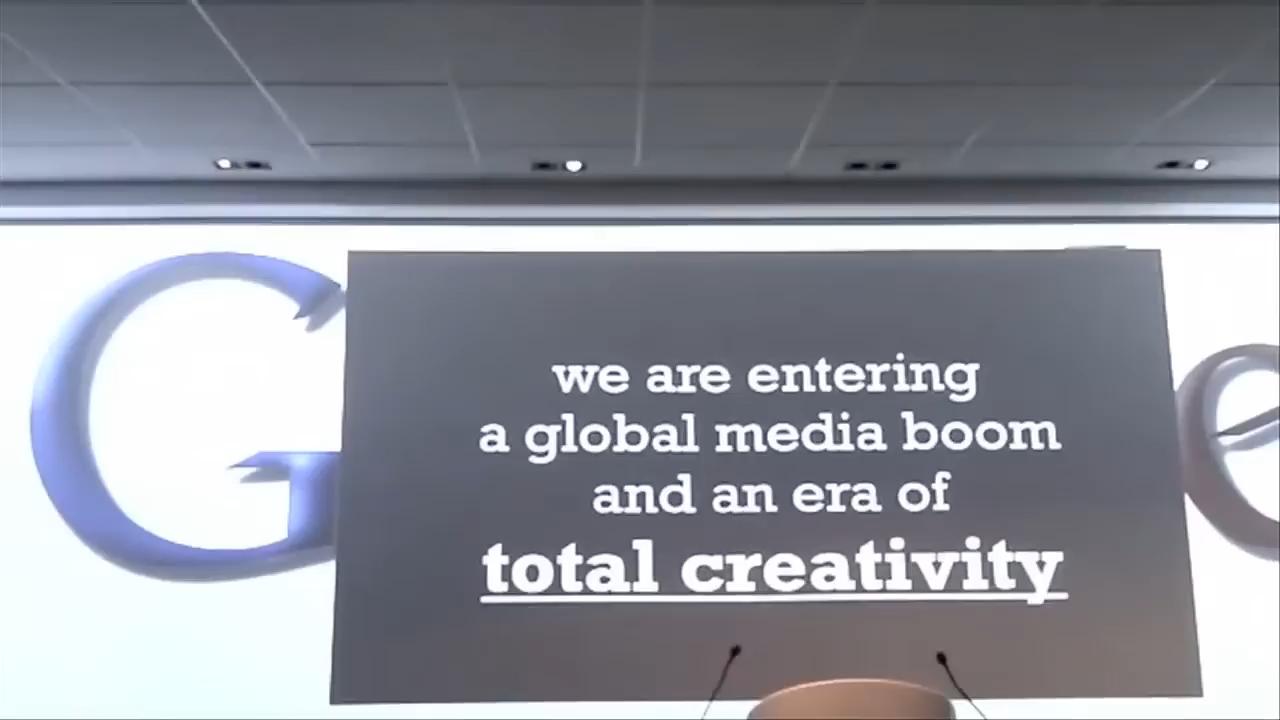 G
we are entering
a global media boom
and an era of
total creativity
e